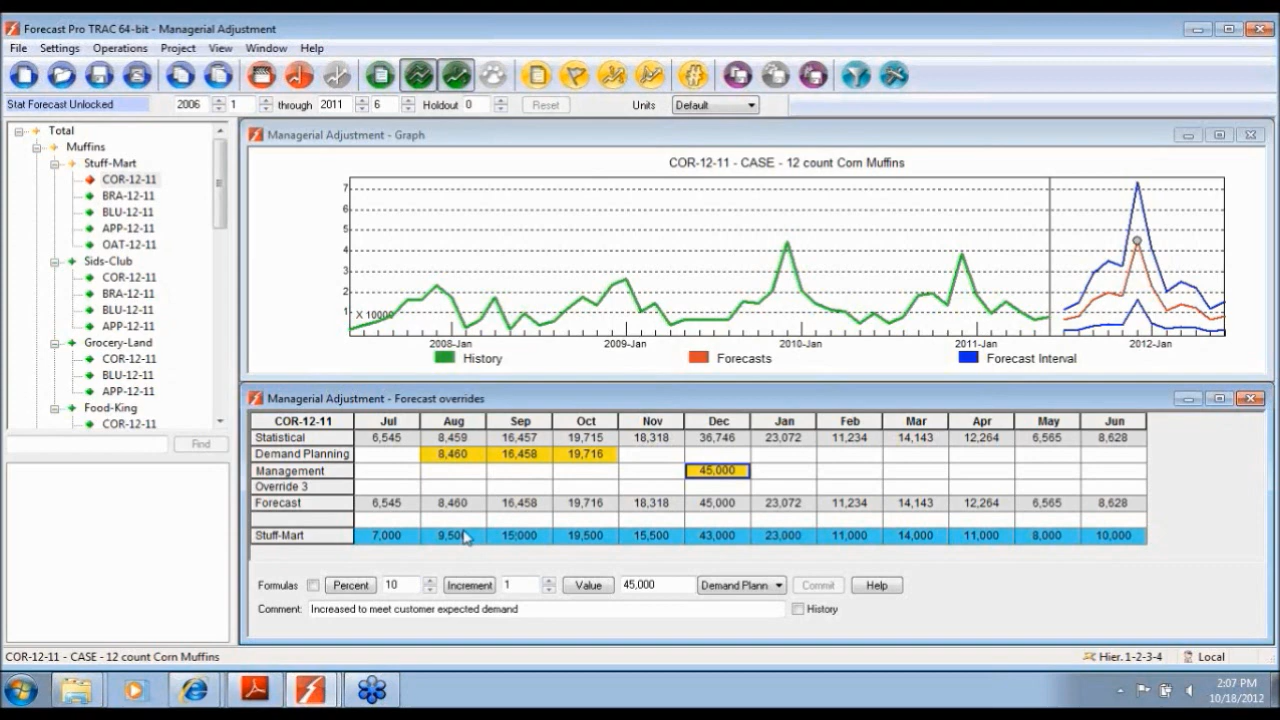 Forecast Pro TRAC 64-bit - Managerial Adjustment
File Settings Operations Project View Window Help
Stat Forecast Unlocked 2006 1 through 2011 6 Holdout 0 Reset Units Default
Total
Muffins
Stuff-Mart
COR-12-11
BRA-12-11
BLU-12-11
APP-12-11
OAT-12-11
Sids-Club
COR-12-11
BRA-12-11
BLU-12-11
APP-12-11
Grocery-Land
COR-12-11
BLU-12-11
APP-12-11
Food-King
COR-12-11
Find
Managerial Adjustment - Graph
COR-12-11 - CASE - 12 count Corn Muffins
7
6
5
4
3
2
1
X 10000
2008-Jan 2009-Jan 2010-Jan 2011-Jan 2012-Jan
History Forecasts Forecast Interval
Managerial Adjustment - Forecast overrides
COR-12-11 Jul Aug Sep Oct Nov Dec Jan Feb Mar Apr May Jun
Statistical 6,545 8,459 16,457 19,715 18,318 36,746 23,072 11,234 14,143 12,264 6,565 8,628
Demand Planning 8,460 16,458 19,716
Management 45,000
Override 3
Forecast 6,545 8,460 16,458 19,716 18,318 45,000 23,072 11,234 14,143 12,264 6,565 8,628
Stuff-Mart 7,000 9,500 15,000 19,500 15,500 43,000 23,000 11,000 14,000 11,000 8,000 10,000
Formulas Percent 10 Increment 1 Value 45,000 Demand Plann Commit Help
Comment: Increased to meet customer expected demand History
COR-12-11 - CASE - 12 count Corn Muffins Hier. 1-2-3-4 Local
2:07 PM
10/18/2012